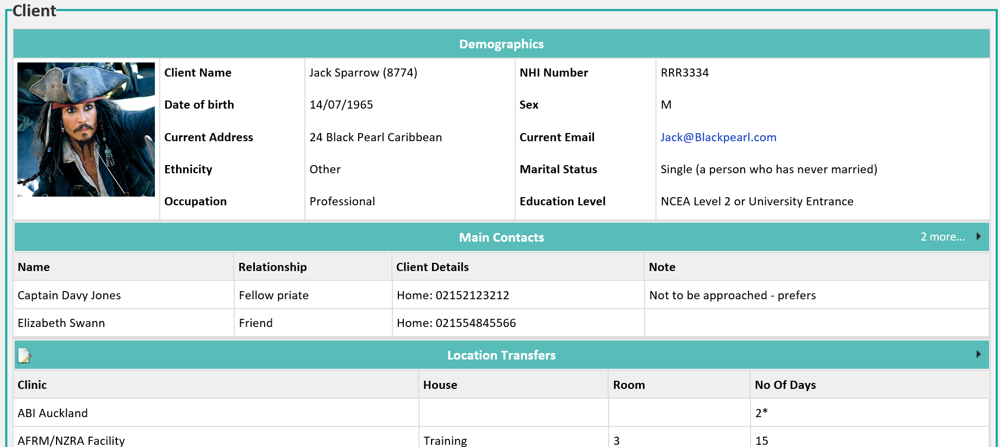 Client
Demographics
Client Name Jack Sparrow (8774) NHI Number RRR3334
Date of birth 14/07/1965 Sex M
Current Address 24 Black Pearl Caribbean Current Email Jack@Blackpearl.com
Ethnicity Other Marital Status Single (a person who has never married)
Occupation Professional Education Level NCEA Level 2 or University Entrance
Main Contacts 2 more...
Name Relationship Client Details Note
Captain Davy Jones Fellow priate Home: 02152123212 Not to be approached - prefers
Elizabeth Swann Friend Home: 021554845566
Location Transfers
Clinic House Room No Of Days
ABI Auckland 2*
AFRM/NZRA Facility Training 3 15